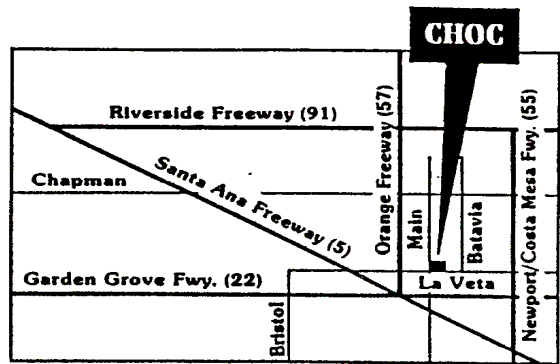 CHOC
Riverside Freeway (91)
Orange Freeway (57)
Newport/Costa Mesa Fwy. (55)
Chapman
Santa Ana Freeway (5)
Main
Batavia
Garden Grove Fwy. (22)
La Veta
Bristol